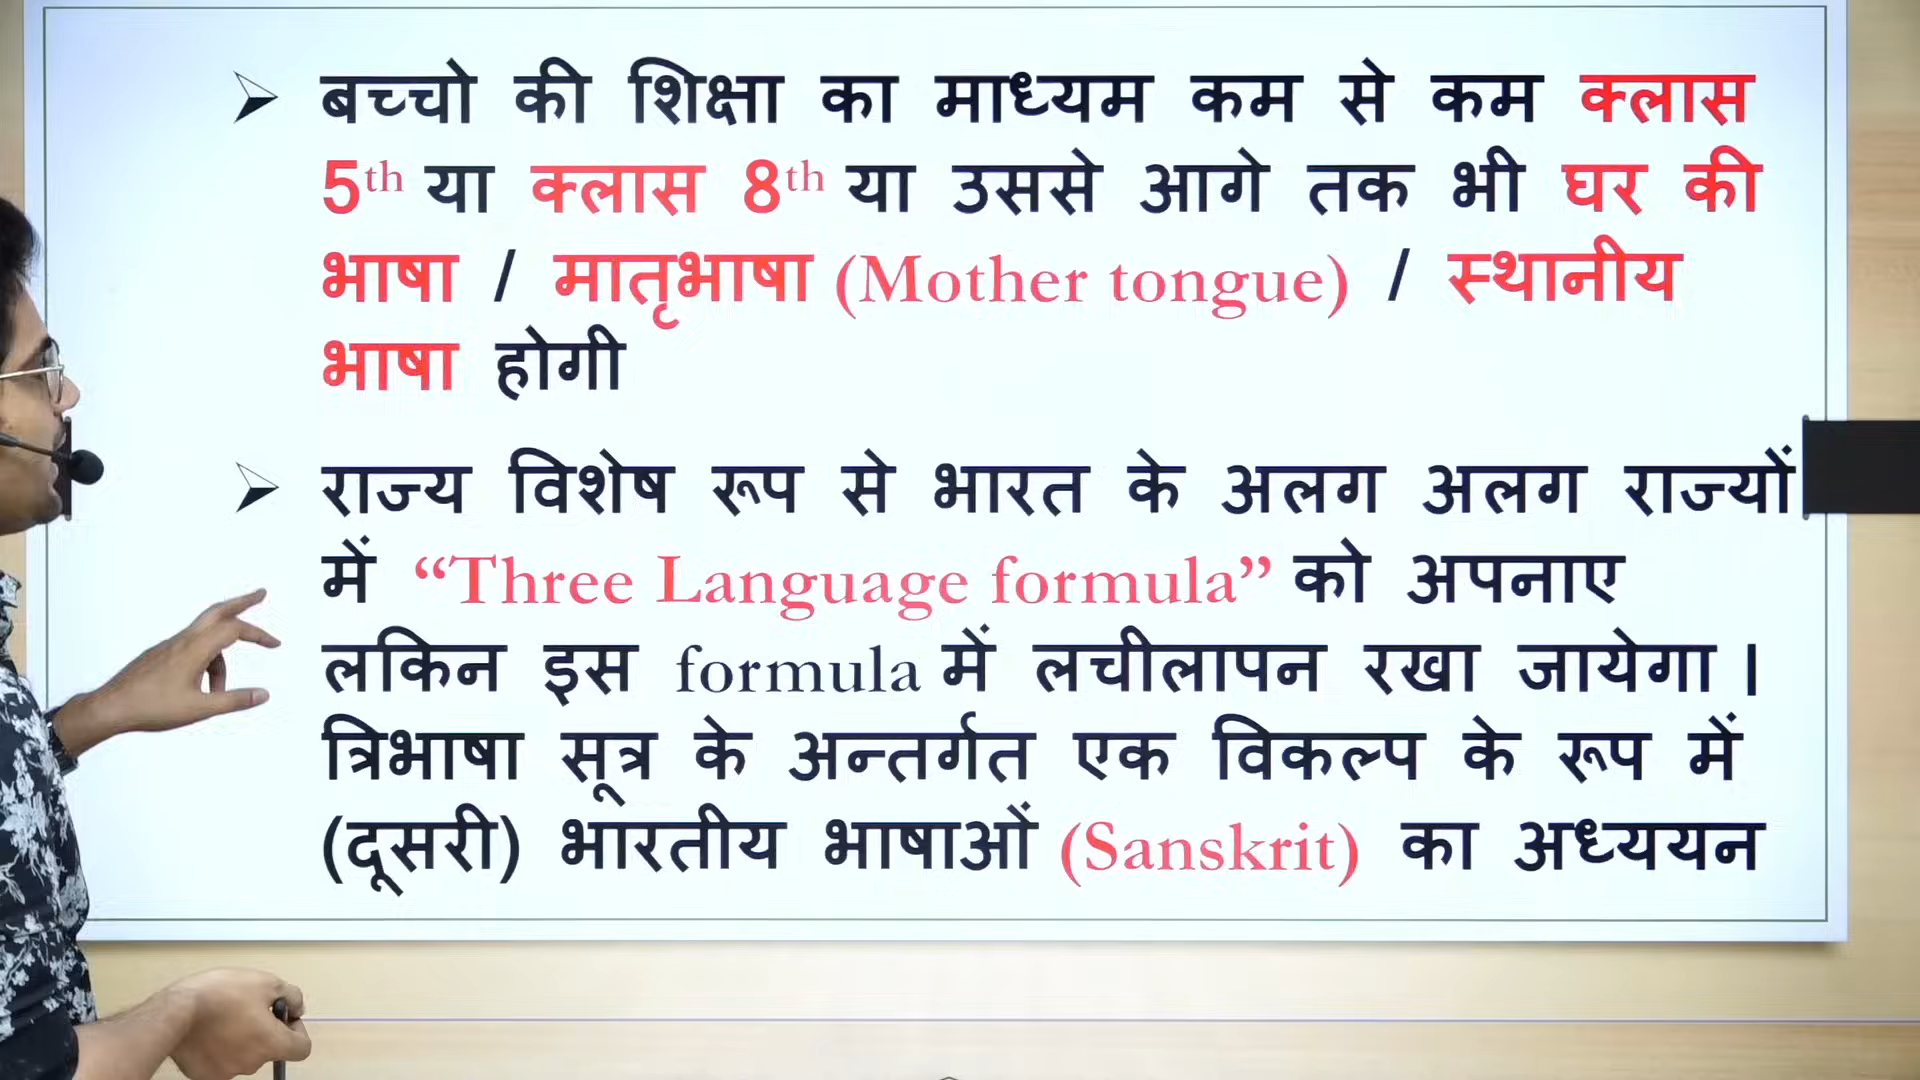 ➢ बच्चो की शिक्षा का माध्यम कम से कम क्लास
5th या क्लास 8th या उससे आगे तक भी घर की
भाषा / मातृभाषा (Mother tongue) / स्थानीय
भाषा होगी
➢ राज्य विशेष रूप से भारत के अलग अलग राज्यों
में “Three Language formula” को अपनाए
लकिन इस formula में लचीलापन रखा जायेगा।
त्रिभाषा सूत्र के अन्तर्गत एक विकल्प के रूप में
(दूसरी) भारतीय भाषाओं (Sanskrit) का अध्ययन